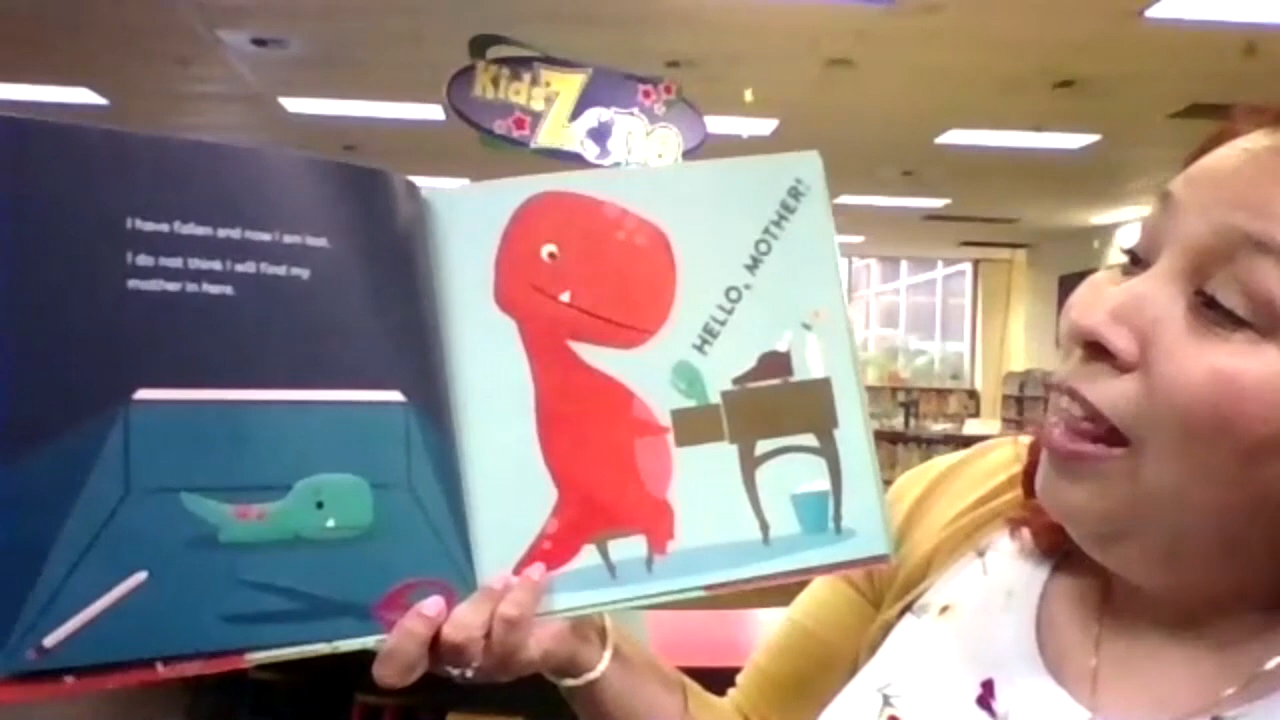 Kids
Zone
I have fallen and now I am lost.
I do not think I will find my
mother in here.
HELLO, MOTHER!